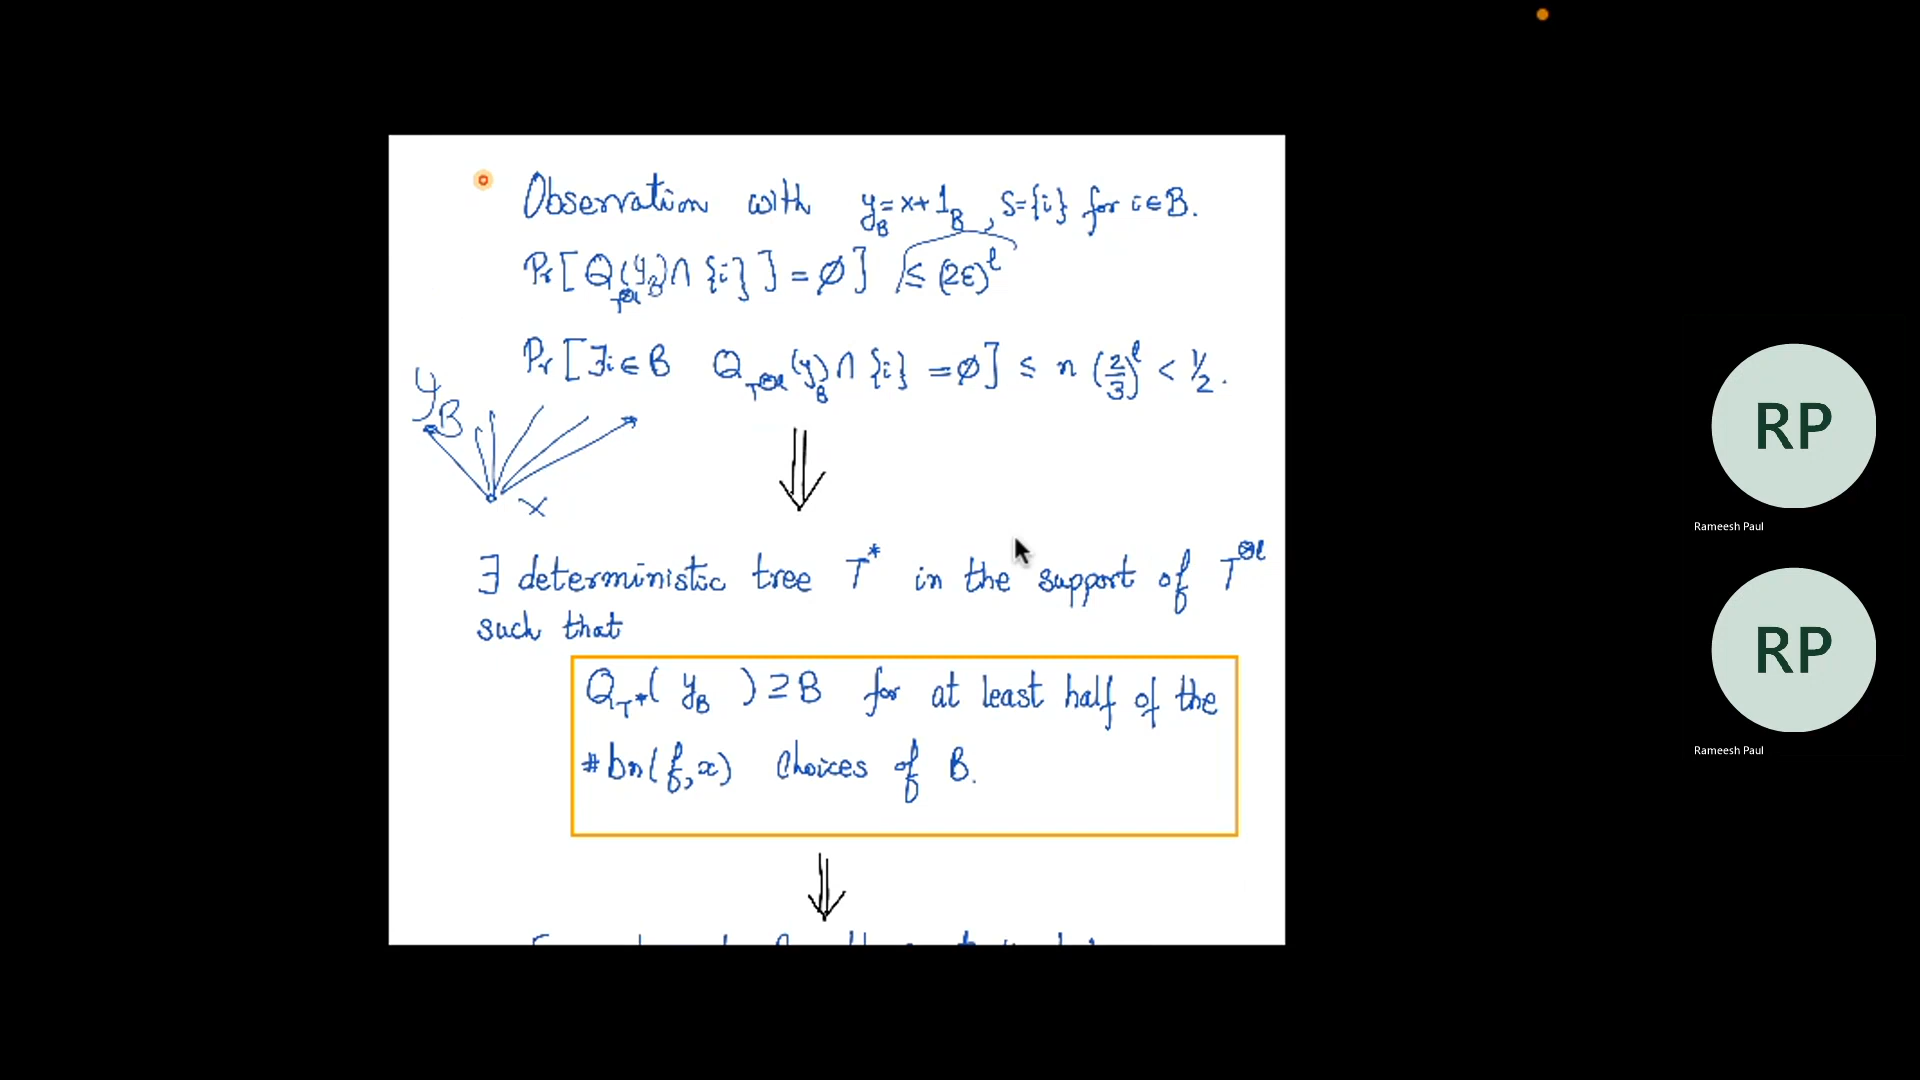 Observation with y_B = x+1_B, S={i} for i∈B.
Pr[Q_{T^{⊗l}}(y_B)∩{i}]=∅] ≤ (2ε)^l
Pr[∃i∈B Q_{T^{⊗l}}(y_B)∩{i}=∅] ≤ n(2/3)^l < 1/2.
y_B
x
⇓
∃ deterministic tree T* in the support of T^{⊗l}
such that
Q_{T*}(y_B) ⊇ B for at least half of the
#bn(f,x) choices of B.
⇓
RP
Rameesh Paul
RP
Rameesh Paul